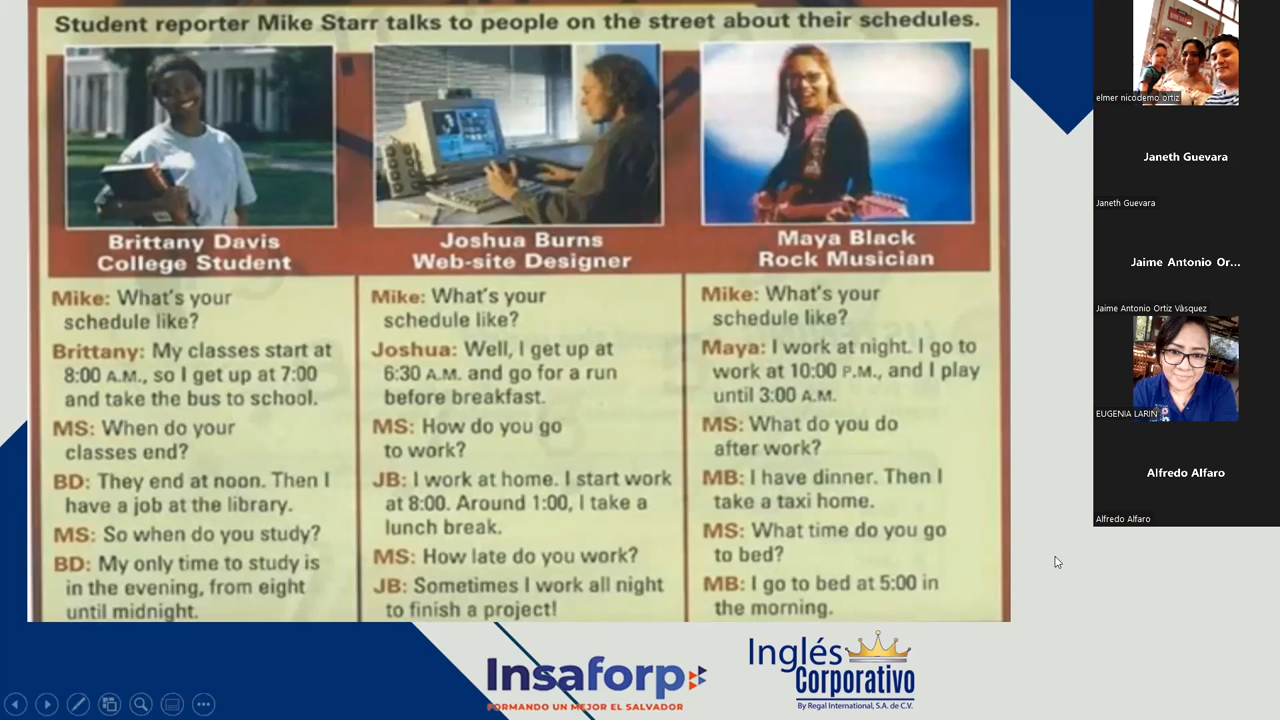 Student reporter Mike Starr talks to people on the street about their schedules.
Brittany Davis
College Student
Mike: What's your
schedule like?
Brittany: My classes start at
8:00 A.M., so I get up at 7:00
and take the bus to school.
MS: When do your
classes end?
BD: They end at noon. Then I
have a job at the library.
MS: So when do you study?
BD: My only time to study is
in the evening, from eight
until midnight.
Joshua Burns
Web-site Designer
Mike: What's your
schedule like?
Joshua: Well, I get up at
6:30 A.M. and go for a run
before breakfast.
MS: How do you go
to work?
JB: I work at home. I start work
at 8:00. Around 1:00, I take a
lunch break.
MS: How late do you work?
JB: Sometimes I work all night
to finish a project!
Maya Black
Rock Musician
Mike: What's your
schedule like?
Maya: I work at night. I go to
work at 10:00 P.M., and I play
until 3:00 A.M.
MS: What do you do
after work?
MB: I have dinner. Then I
take a taxi home.
MS: What time do you go
to bed?
MB: I go to bed at 5:00 in
the morning.
Insaforp
FORMANDO UN MEJOR EL SALVADOR
Inglés
Corporativo
By Regal International, S.A. de C.V.
elmer nicodemo ortiz
Janeth Guevara
Janeth Guevara
Jaime Antonio Or...
Jaime Antonio Ortiz Vàsquez
EUGENIA LARIN
Alfredo Alfaro
Alfredo Alfaro